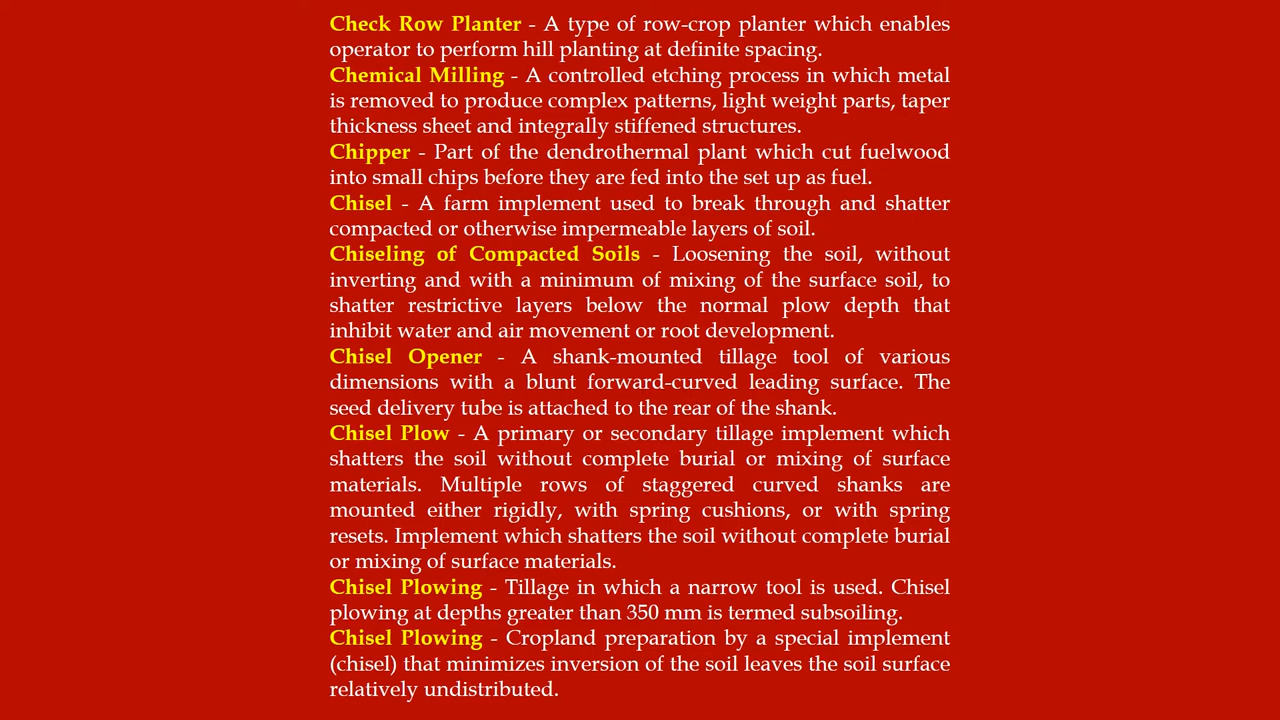 Check Row Planter - A type of row-crop planter which enables
operator to perform hill planting at definite spacing.
Chemical Milling - A controlled etching process in which metal
is removed to produce complex patterns, light weight parts, taper
thickness sheet and integrally stiffened structures.
Chipper - Part of the dendrothermal plant which cut fuelwood
into small chips before they are fed into the set up as fuel.
Chisel - A farm implement used to break through and shatter
compacted or otherwise impermeable layers of soil.
Chiseling of Compacted Soils - Loosening the soil, without
inverting and with a minimum of mixing of the surface soil, to
shatter restrictive layers below the normal plow depth that
inhibit water and air movement or root development.
Chisel Opener - A shank-mounted tillage tool of various
dimensions with a blunt forward-curved leading surface. The
seed delivery tube is attached to the rear of the shank.
Chisel Plow - A primary or secondary tillage implement which
shatters the soil without complete burial or mixing of surface
materials. Multiple rows of staggered curved shanks are
mounted either rigidly, with spring cushions, or with spring
resets. Implement which shatters the soil without complete burial
or mixing of surface materials.
Chisel Plowing - Tillage in which a narrow tool is used. Chisel
plowing at depths greater than 350 mm is termed subsoiling.
Chisel Plowing - Cropland preparation by a special implement
(chisel) that minimizes inversion of the soil leaves the soil surface
relatively undistributed.